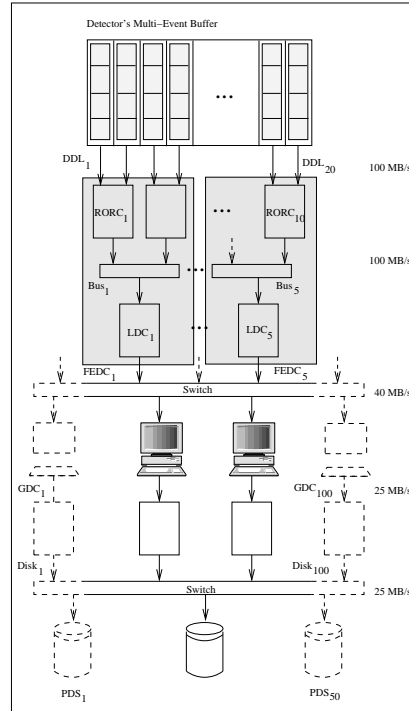 Detector's Multi-Event Buffer
...
DDL1 DDL20 100 MB/s
RORC1 ... RORC10
... 100 MB/s
Bus1 Bus5
LDC1 ... LDC5
FEDC1 FEDC5
Switch 40 MB/s
GDC1 GDC100 25 MB/s
Disk1 Disk100
Switch 25 MB/s
PDS1 PDS50